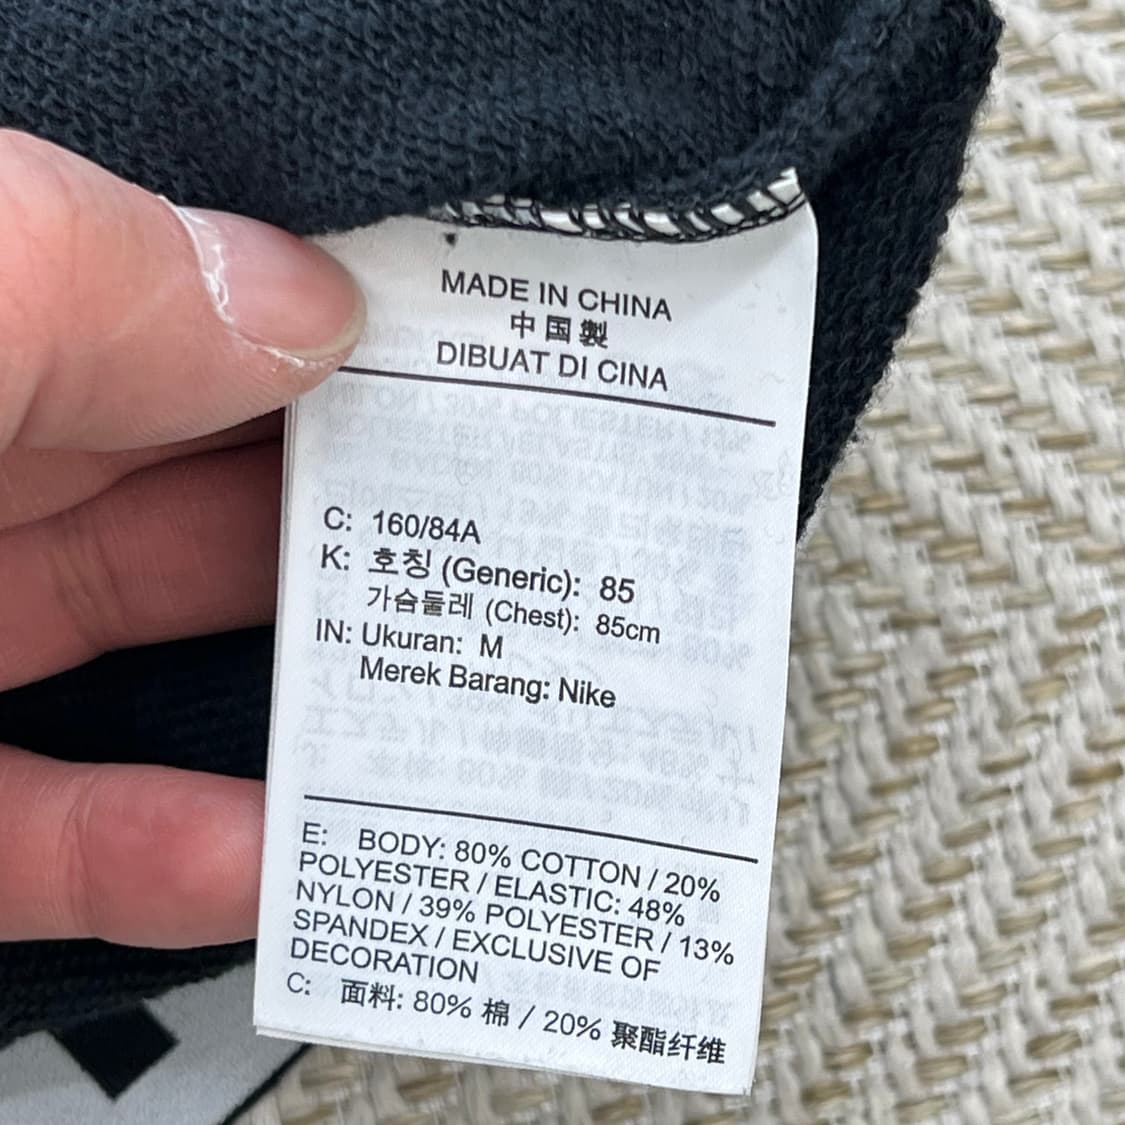 MADE IN CHINA
中国製
DIBUAT DI CINA
C: 160/84A
K: 호칭 (Generic): 85
가슴둘레 (Chest): 85cm
IN: Ukuran: M
Merek Barang: Nike
E: BODY: 80% COTTON / 20%
POLYESTER / ELASTIC: 48%
NYLON / 39% POLYESTER / 13%
SPANDEX / EXCLUSIVE OF
DECORATION
C: 面料: 80% 棉 / 20% 聚酯纤维